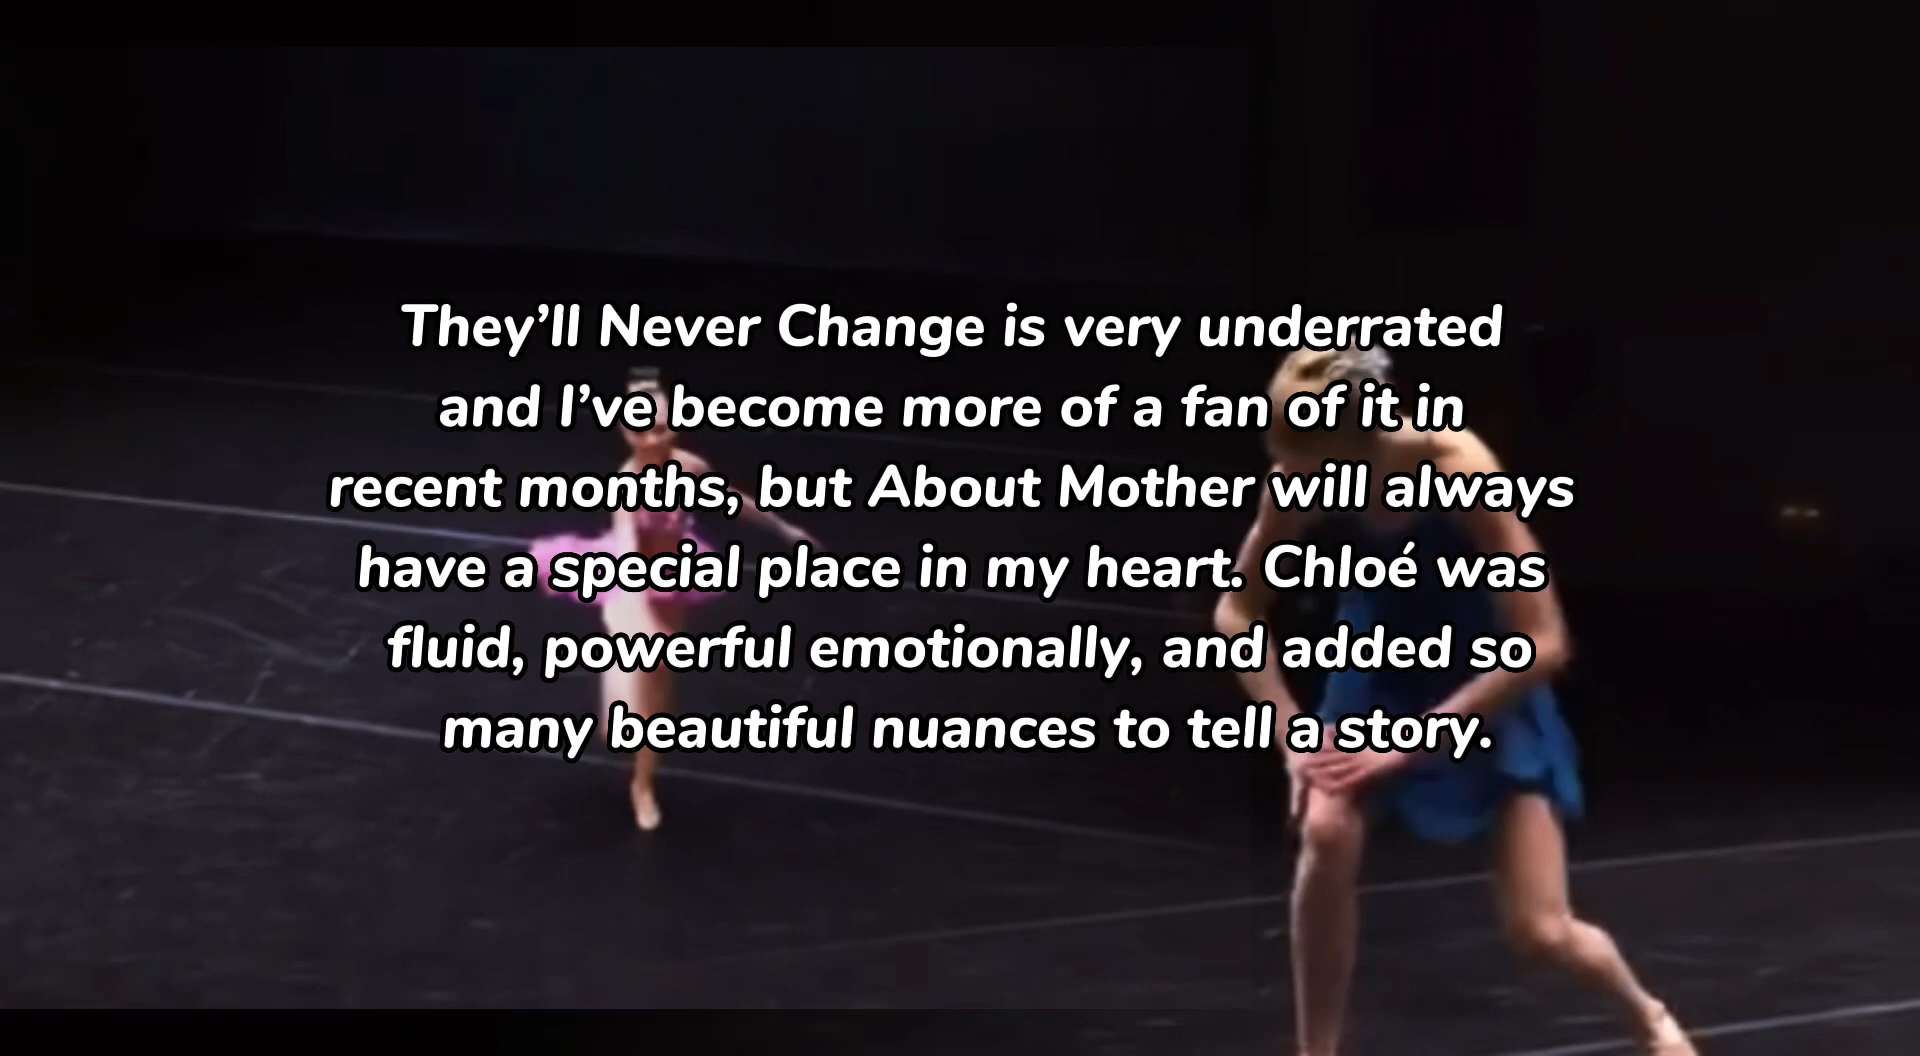 They’ll Never Change is very underrated
and I’ve become more of a fan of it in
recent months, but About Mother will always
have a special place in my heart. Chloé was
fluid, powerful emotionally, and added so
many beautiful nuances to tell a story.